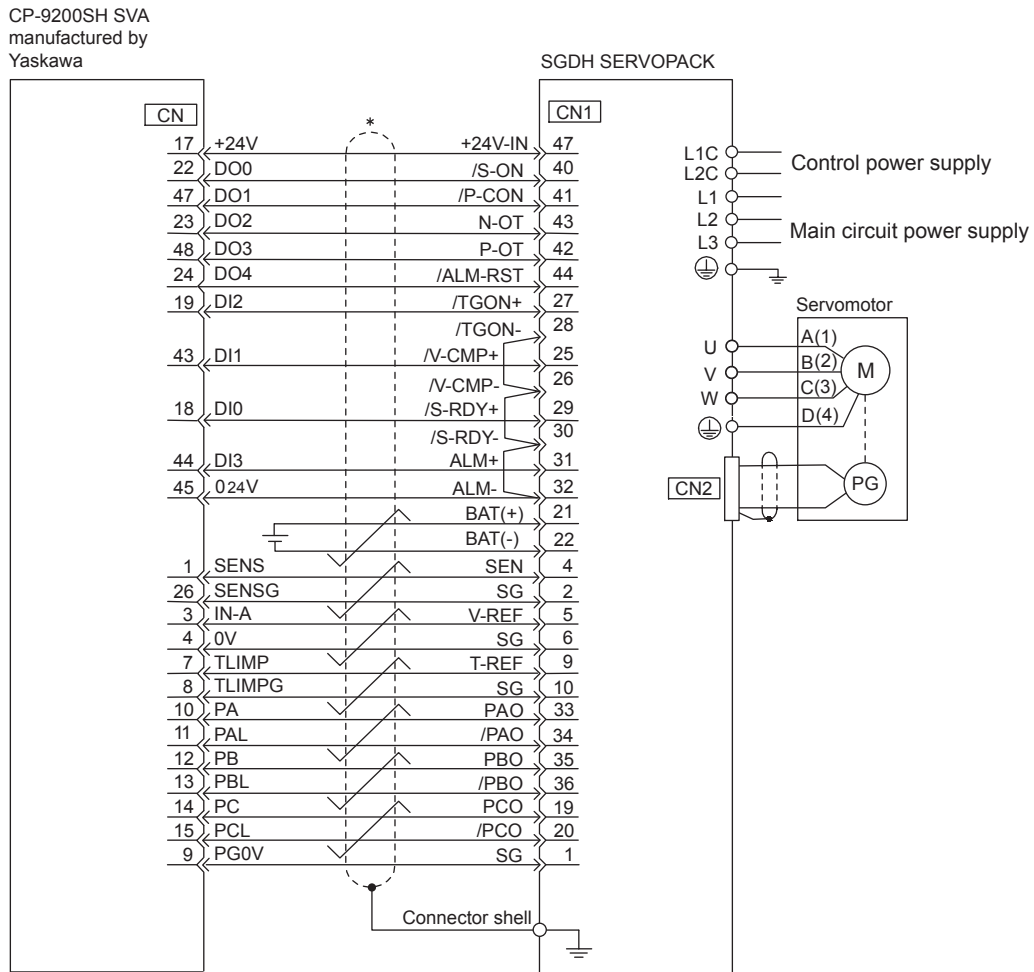 CP-9200SH SVA
manufactured by
Yaskawa
SGDH SERVOPACK
CN
CN1
*
17 +24V +24V-IN 47
22 DO0 /S-ON 40
47 DO1 /P-CON 41
23 DO2 N-OT 43
48 DO3 P-OT 42
24 DO4 /ALM-RST 44
19 DI2 /TGON+ 27
/TGON- 28
43 DI1 /V-CMP+ 25
/V-CMP- 26
18 DI0 /S-RDY+ 29
/S-RDY- 30
44 DI3 ALM+ 31
45 024V ALM- 32
BAT(+) 21
BAT(-) 22
1 SENS SEN 4
26 SENSG SG 2
3 IN-A V-REF 5
4 0V SG 6
7 TLIMP T-REF 9
8 TLIMPG SG 10
10 PA PAO 33
11 PAL /PAO 34
12 PB PBO 35
13 PBL /PBO 36
14 PC PCO 19
15 PCL /PCO 20
9 PG0V SG 1
Connector shell
L1C
L2C
Control power supply
L1
L2
L3
Main circuit power supply
Servomotor
U A(1)
V B(2)
W C(3)
D(4)
M
CN2
PG